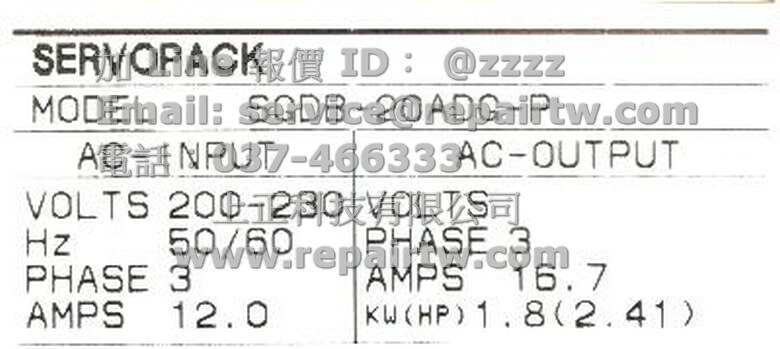 SERVOPACK
加 Line 報價 ID： @zzzz
MODEL SGDB-20ADG-P
Email: service@repairtw.com
AC-INPUT AC-OUTPUT
電話：037-466333
VOLTS 200-230 VOLTS
上正科技有限公司
Hz 50/60 PHASE 3
www.repairtw.com
PHASE 3 AMPS 16.7
AMPS 12.0 KW(HP) 1.8(2.41)